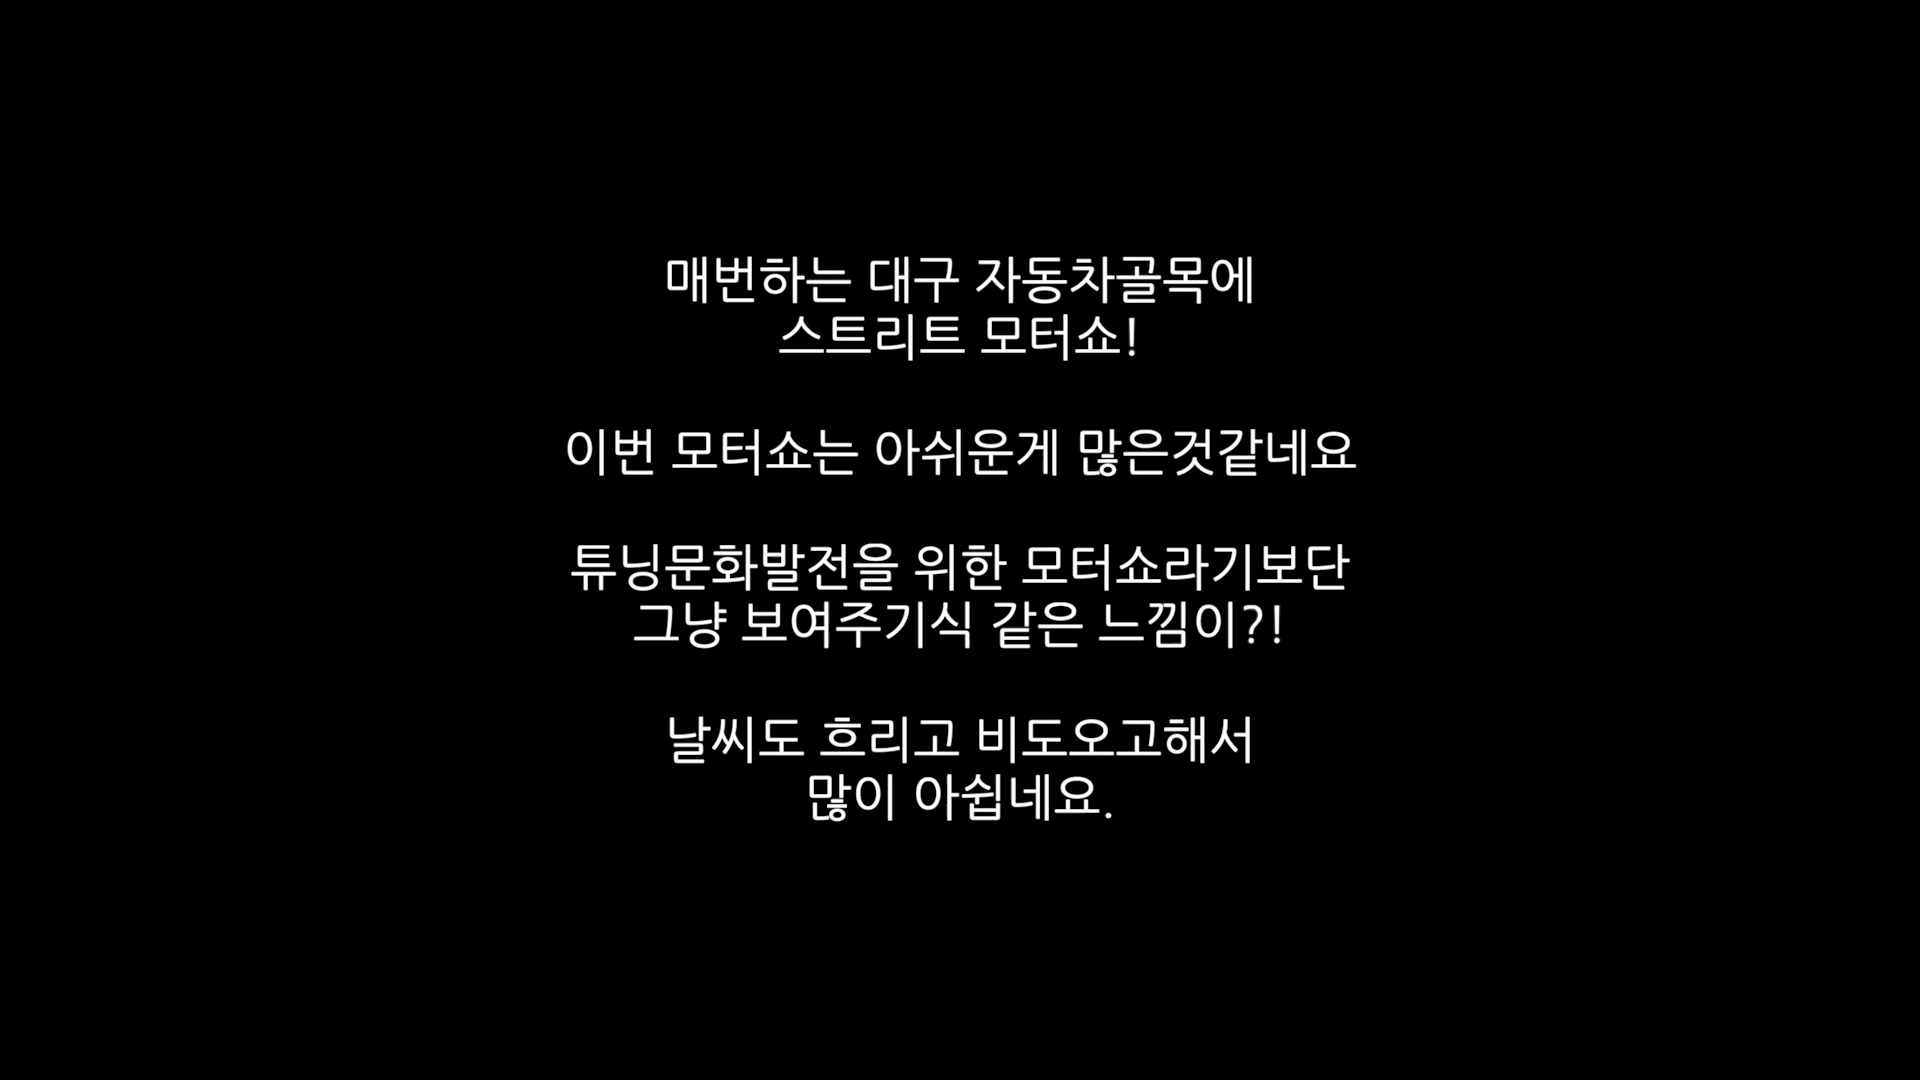 매번하는 대구 자동차골목에
스트리트 모터쇼!
이번 모터쇼는 아쉬운게 많은것같네요
튜닝문화발전을 위한 모터쇼라기보단
그냥 보여주기식 같은 느낌이?!
날씨도 흐리고 비도오고해서
많이 아쉽네요.